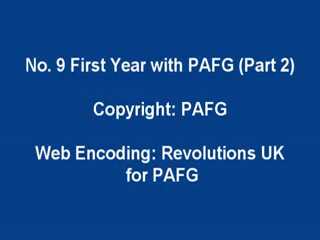 No. 9 First Year with PAFG (Part 2)
Copyright: PAFG
Web Encoding: Revolutions UK
for PAFG